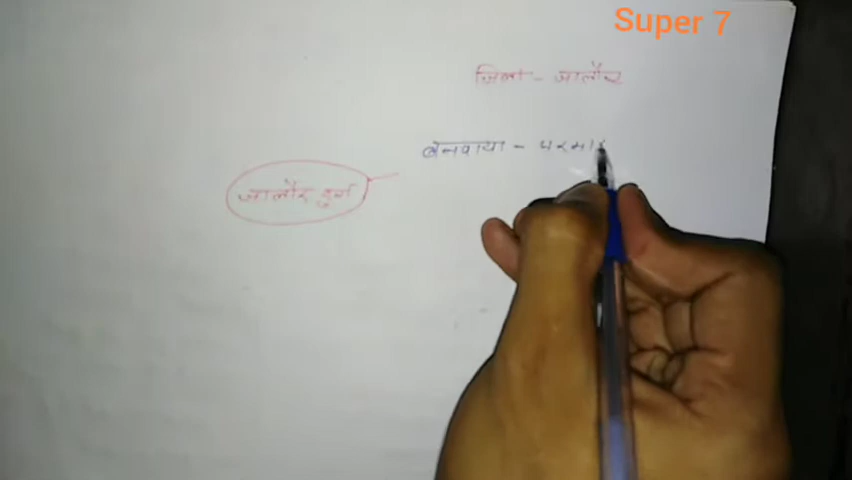 Super 7
जिला - जालौर
बनवाया - परमार
जालौर दुर्ग